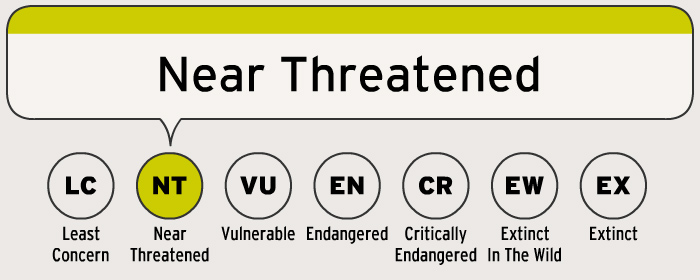 Near Threatened
LC NT VU EN CR EW EX
Least Near Vulnerable Endangered Critically Extinct Extinct
Concern Threatened Endangered In The Wild